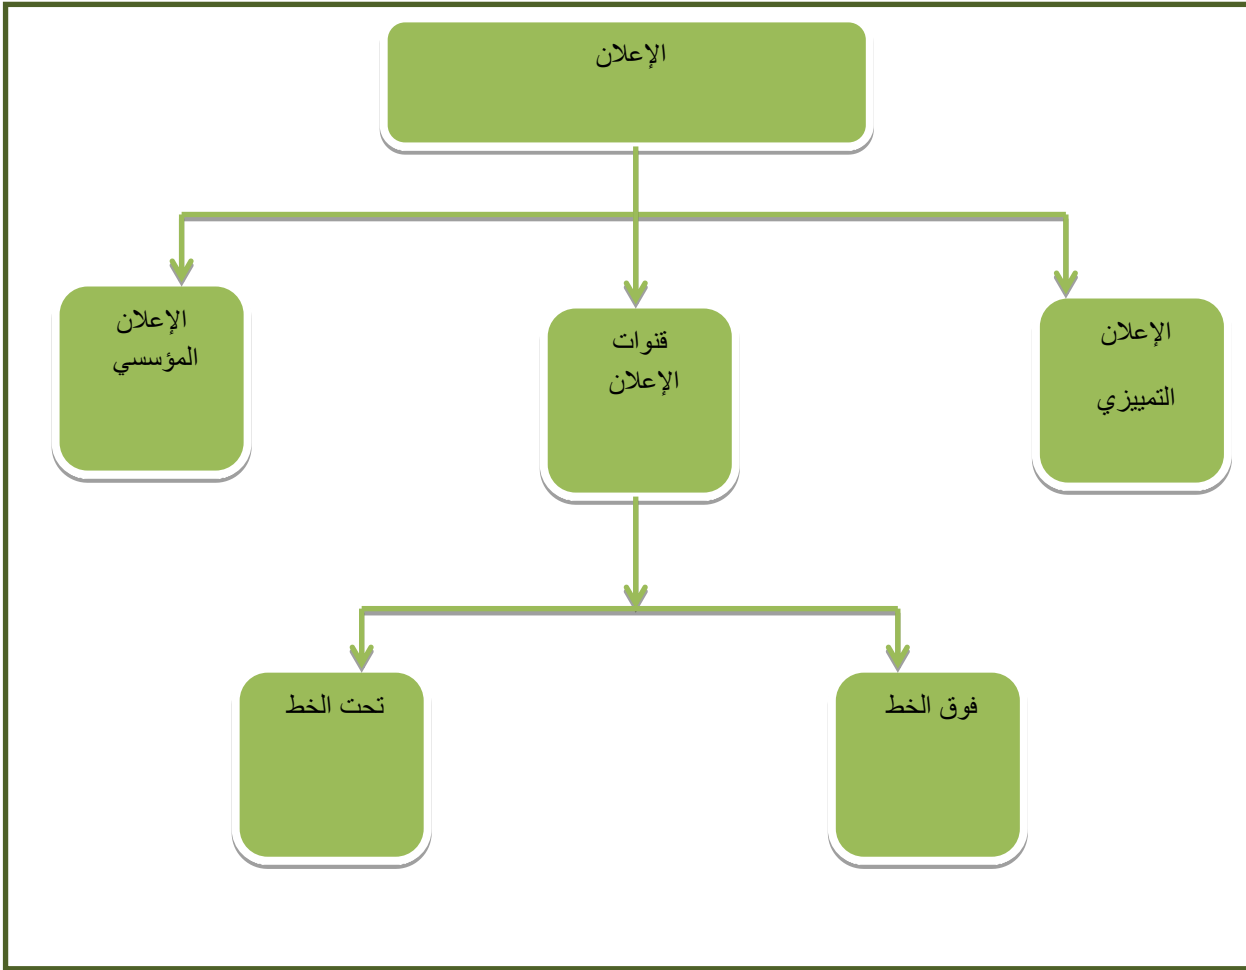 الإعلان
الإعلان
التمييزي
قنوات
الإعلان
الإعلان
المؤسسي
فوق الخط
تحت الخط